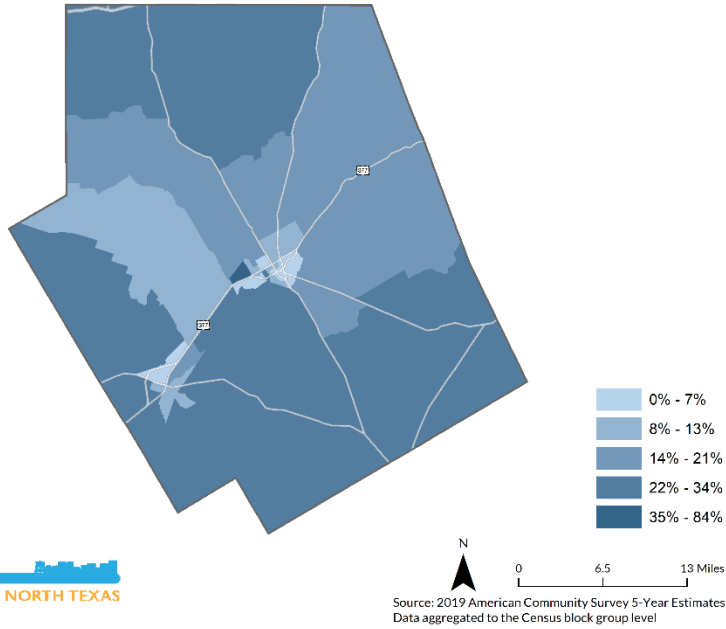 377
377
0% - 7%
8% - 13%
14% - 21%
22% - 34%
35% - 84%
N
0 6.5 13 Miles
NORTH TEXAS
Source: 2019 American Community Survey 5-Year Estimates
Data aggregated to the Census block group level